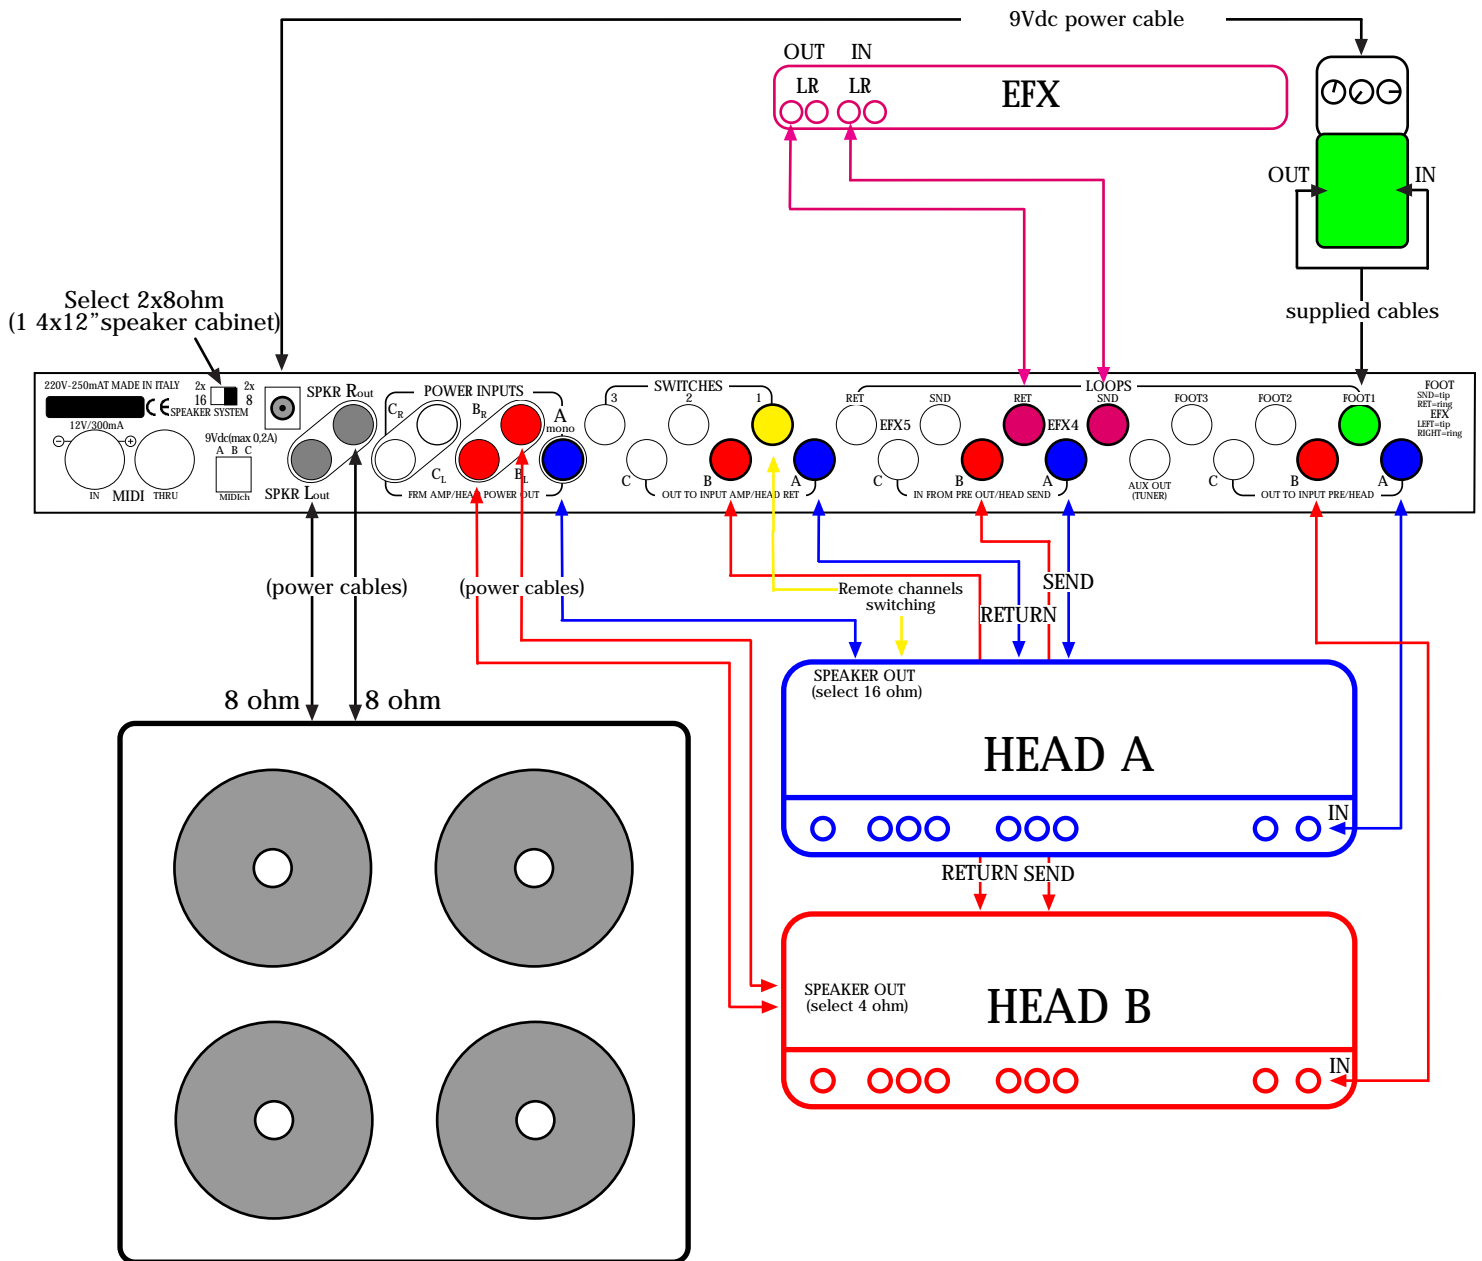 9Vdc power cable
OUT IN
LR LR
EFX
OUT IN
supplied cables
Select 2x8ohm
(1 4x12”speaker cabinet)
220V-250mAT MADE IN ITALY
CE
2x 2x
16 8
SPEAKER SYSTEM
12V/300mA
IN MIDI THRU
9Vdc(max 0,2A)
A B C
MIDIch
SPKR Rout
SPKR Lout
POWER INPUTS
CR BR A
mono
CL BL
FRM AMP/HEAD POWER OUT
SWITCHES
3 2 1
C B A
OUT TO INPUT AMP/HEAD RET
LOOPS
RET SND RET SND FOOT3 FOOT2 FOOT1
EFX5 EFX4
C B A
IN FROM PRE OUT/HEAD SEND
AUX OUT
(TUNER)
C B A
OUT TO INPUT PRE/HEAD
FOOT
SND=tip
RET=ring
EFX
LEFT=tip
RIGHT=ring
(power cables) (power cables)
Remote channels
switching
SEND
RETURN
8 ohm 8 ohm
SPEAKER OUT
(select 16 ohm)
HEAD A
IN
RETURN SEND
SPEAKER OUT
(select 4 ohm)
HEAD B
IN